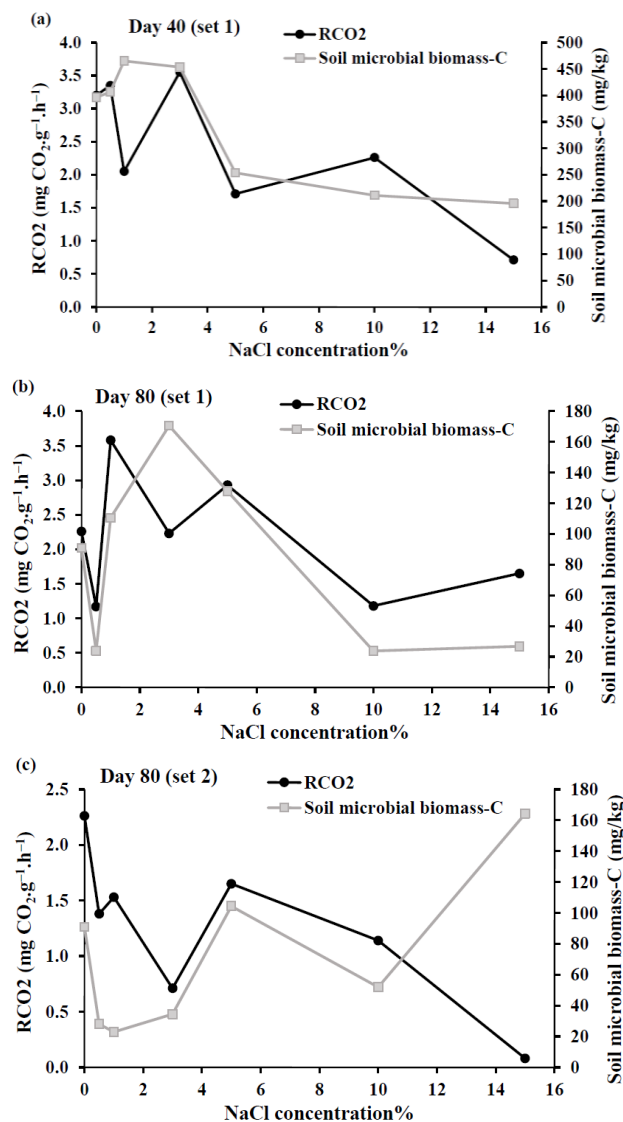 (a)
Day 40 (set 1)
RCO2
Soil microbial biomass-C
RCO2 (mg CO₂.g⁻¹.h⁻¹)
4.0
3.5
3.0
2.5
2.0
1.5
1.0
0.5
0.0
500
450
400
350
300
250
200
150
100
50
0
Soil microbial biomass-C (mg/kg)
0 2 4 6 8 10 12 14 16
NaCl concentration%
(b)
Day 80 (set 1)
RCO2
Soil microbial biomass-C
RCO2 (mg CO₂.g⁻¹.h⁻¹)
4.0
3.5
3.0
2.5
2.0
1.5
1.0
0.5
0.0
180
160
140
120
100
80
60
40
20
0
Soil microbial biomass-C (mg/kg)
0 2 4 6 8 10 12 14 16
NaCl concentration%
(c)
Day 80 (set 2)
RCO2
Soil microbial biomass-C
RCO2 (mg CO₂.g⁻¹.h⁻¹)
2.5
2.0
1.5
1.0
0.5
0.0
180
160
140
120
100
80
60
40
20
0
Soil microbial biomass-C (mg/kg)
0 2 4 6 8 10 12 14 16
NaCl concentration%